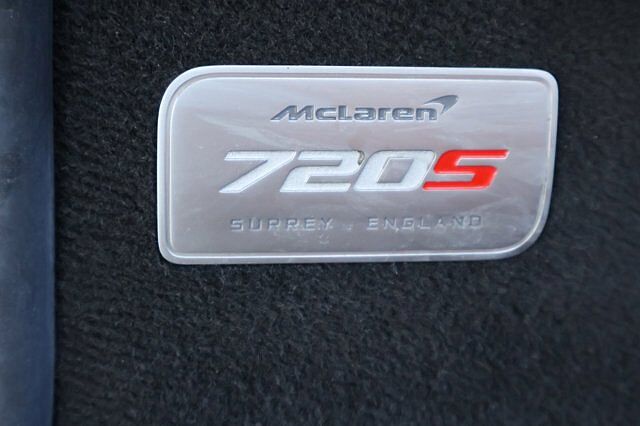 McLaren
720S
SURREY . ENGLAND